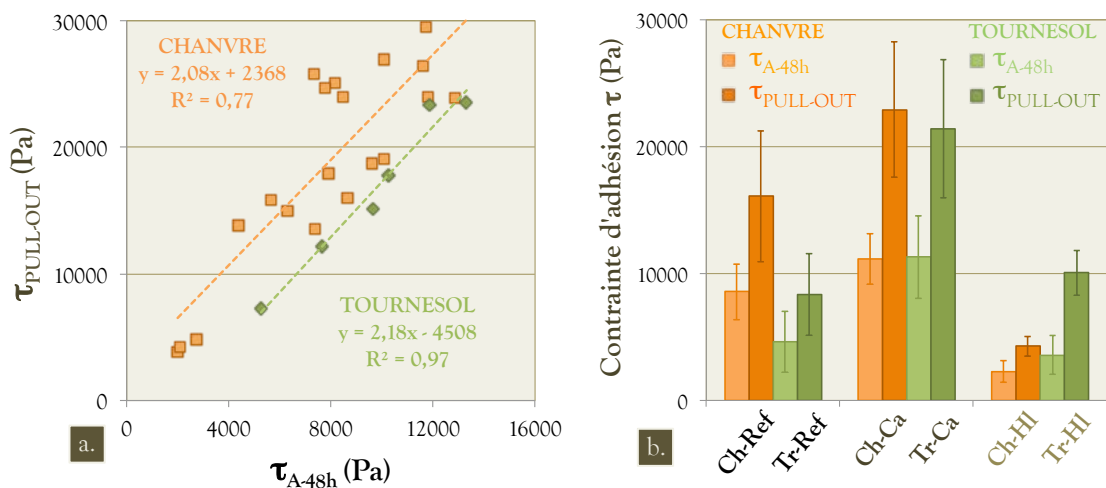 τPULL-OUT (Pa)
30000
20000
10000
0
CHANVRE
y = 2,08x + 2368
R² = 0,77
TOURNESOL
y = 2,18x - 4508
R² = 0,97
a.
0
4000
8000
12000
16000
τA-48h (Pa)
Contrainte d'adhésion τ (Pa)
30000
20000
10000
0
CHANVRE
τA-48h
τPULL-OUT
TOURNESOL
τA-48h
τPULL-OUT
b.
Ch-Ref
Tr-Ref
Ch-Ca
Tr-Ca
Ch-Hl
Tr-Hl